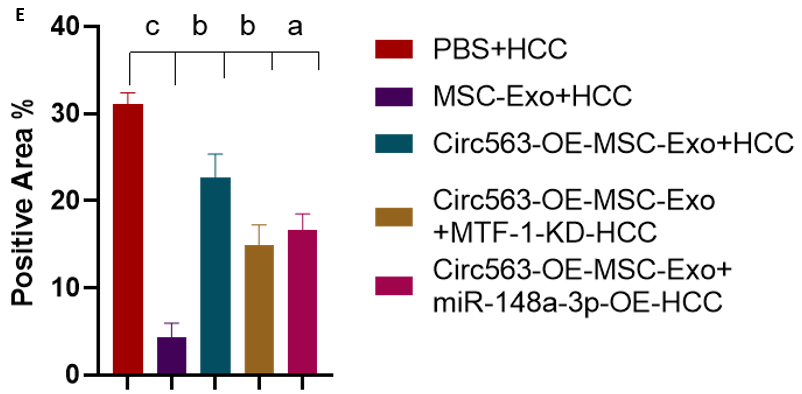 E
40
30
20
10
0
Positive Area %
c b b a
PBS+HCC
MSC-Exo+HCC
Circ563-OE-MSC-Exo+HCC
Circ563-OE-MSC-Exo
+MTF-1-KD-HCC
Circ563-OE-MSC-Exo+
miR-148a-3p-OE-HCC